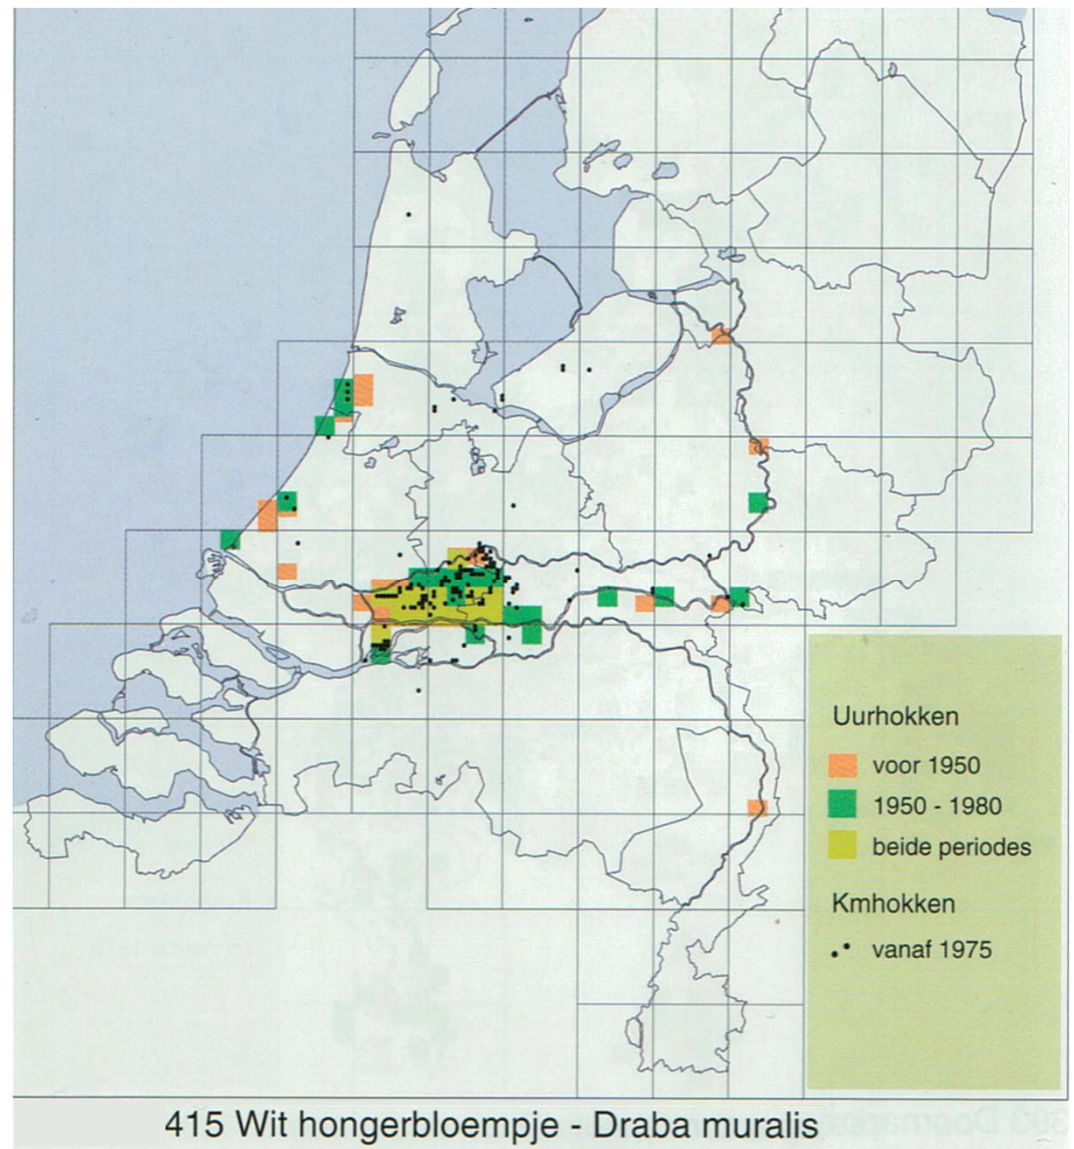 Uurhokken
voor 1950
1950 - 1980
beide periodes
Kmhokken
vanaf 1975
415 Wit hongerbloempje - Draba muralis